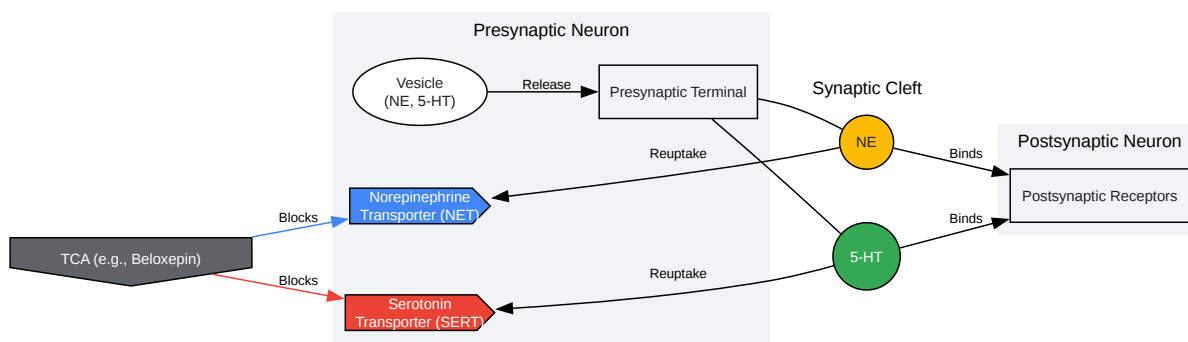 Presynaptic Neuron
Vesicle
(NE, 5-HT)
Release
Presynaptic Terminal
Synaptic Cleft
NE
Reuptake
Binds
Postsynaptic Neuron
Postsynaptic Receptors
Norepinephrine
Transporter (NET)
Blocks
TCA (e.g., Beloxepin)
Binds
5-HT
Reuptake
Blocks
Serotonin
Transporter (SERT)